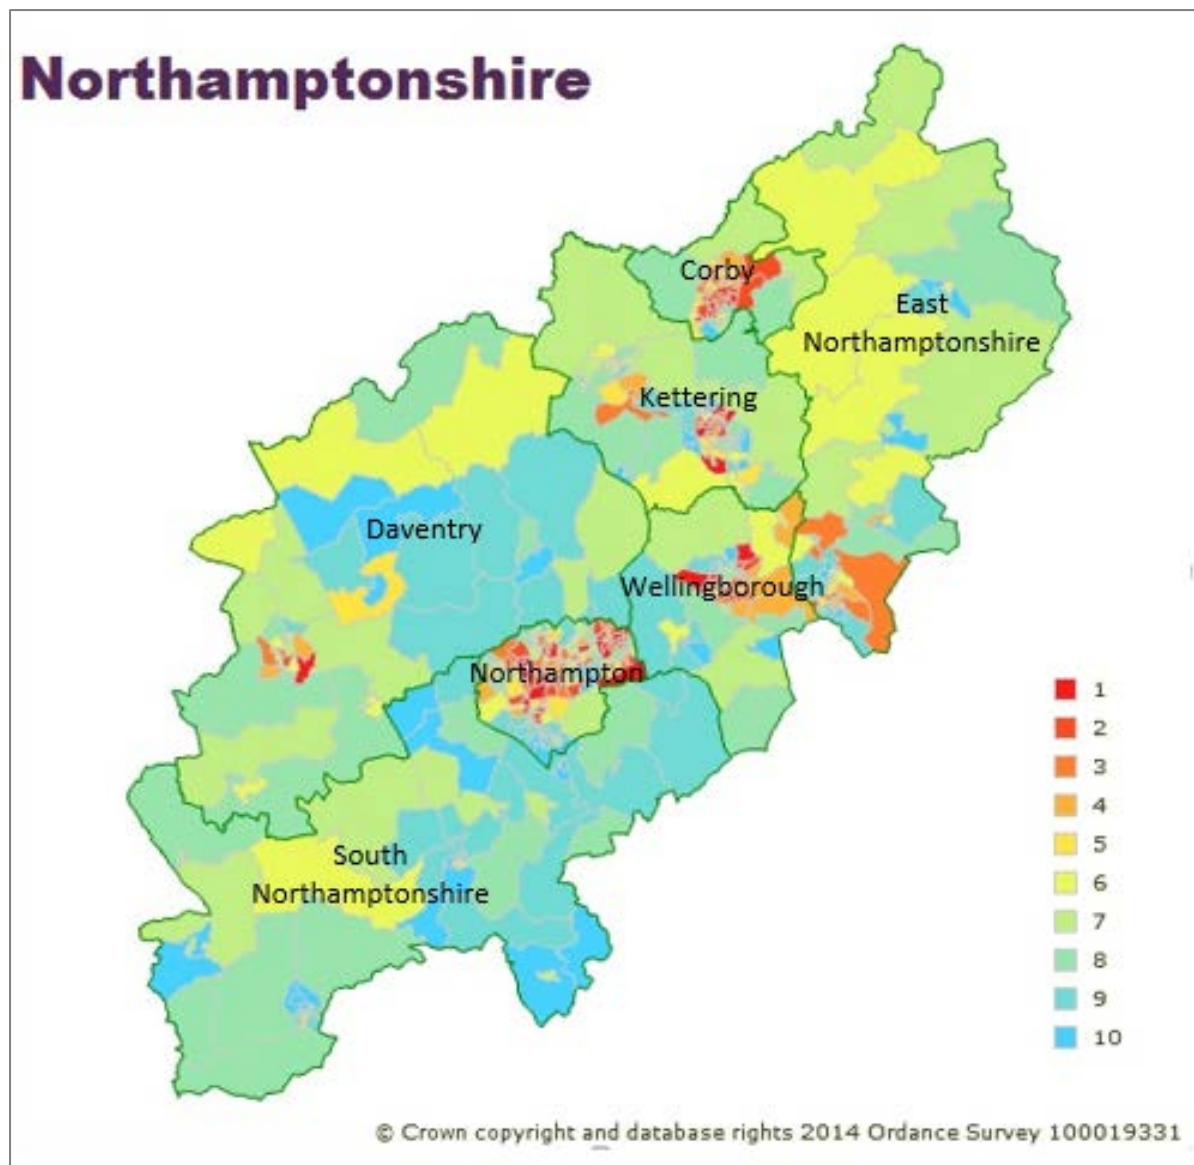 Northamptonshire
Corby
East
Northamptonshire
Kettering
Daventry
Wellingborough
Northampton
South
Northamptonshire
1
2
3
4
5
6
7
8
9
10
© Crown copyright and database rights 2014 Ordance Survey 100019331